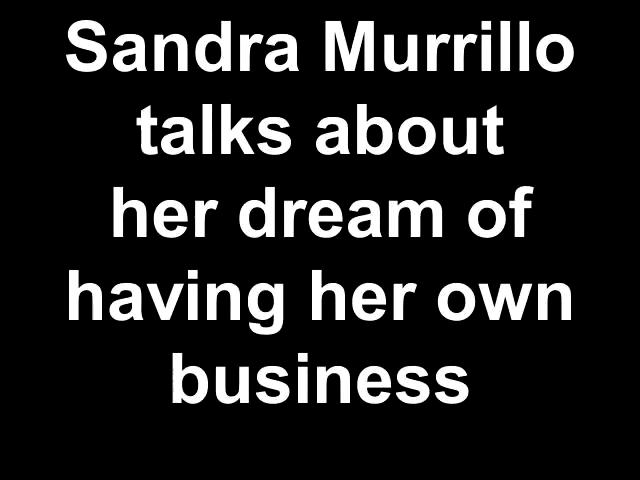 Sandra Murrillo
talks about
her dream of
having her own
business